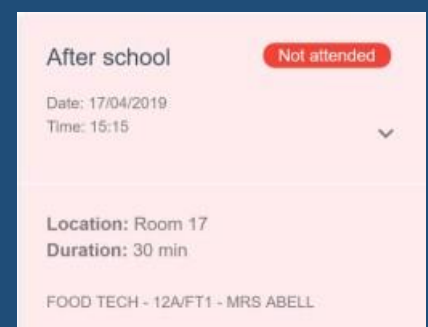 After school
Not attended
Date: 17/04/2019
Time: 15:15
Location: Room 17
Duration: 30 min
FOOD TECH - 12A/FT1 - MRS ABELL